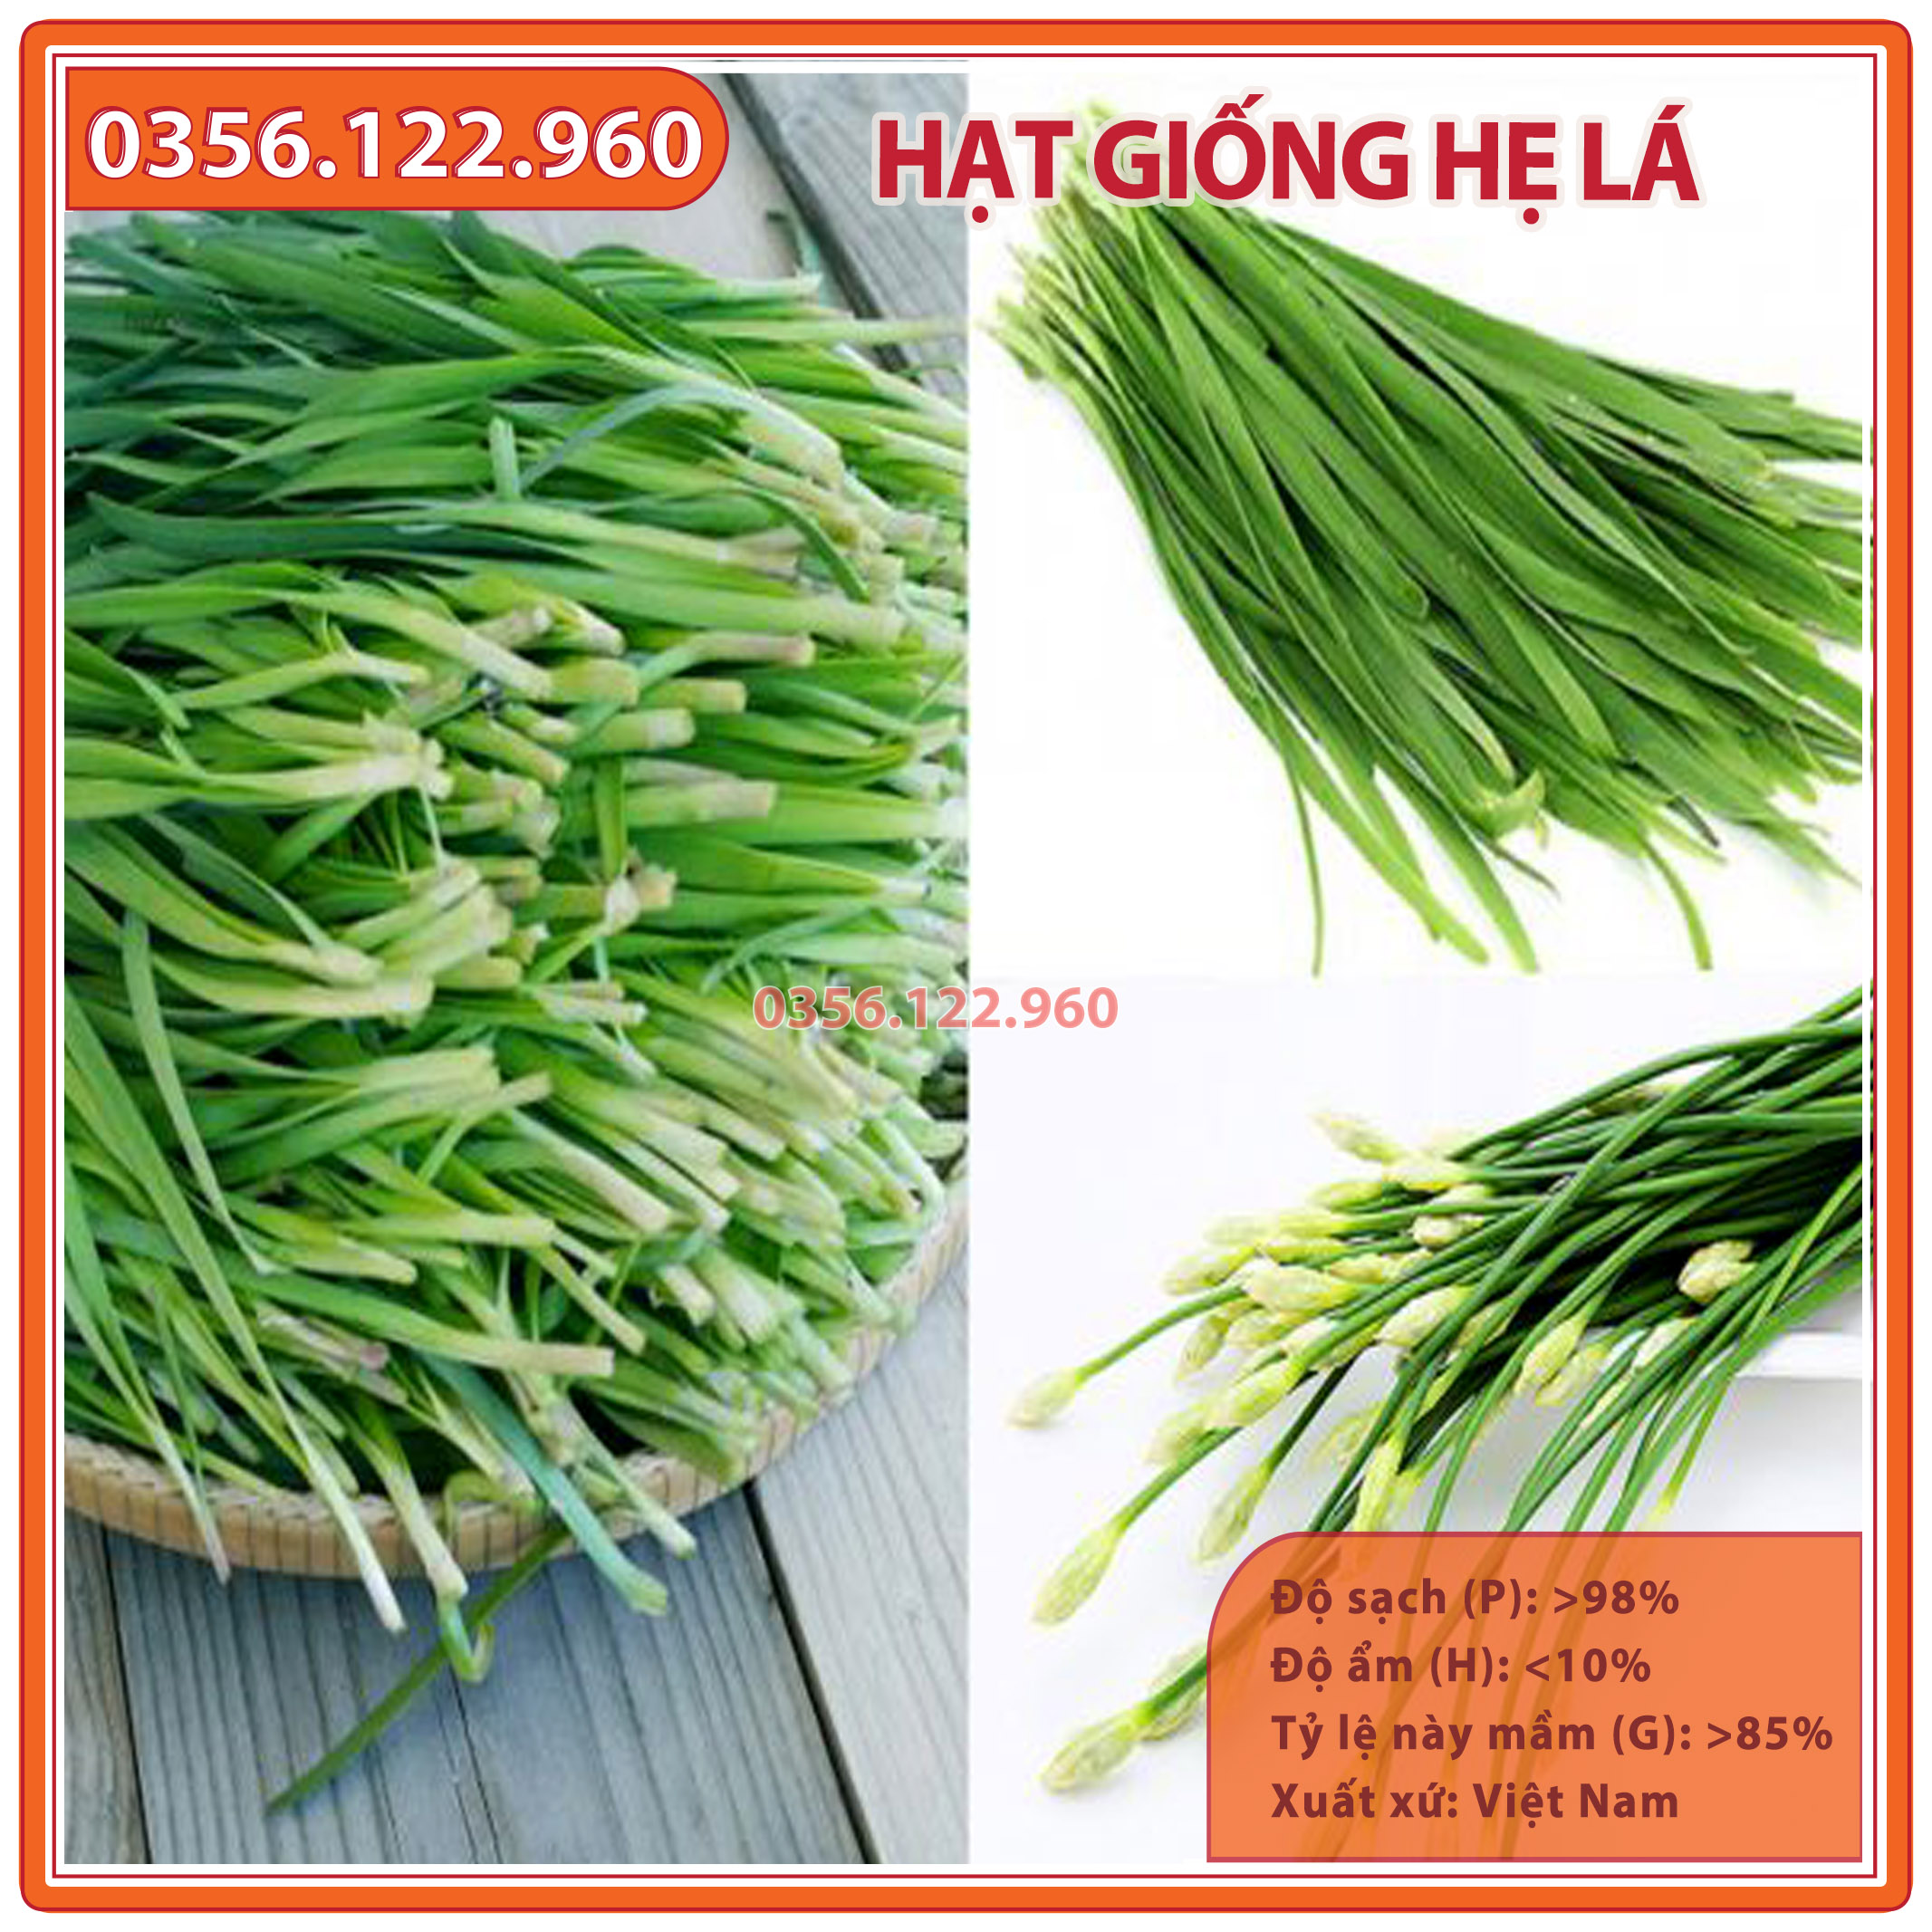 0356.122.960
HẠT GIỐNG HẸ LÁ
0356.122.960
Độ sạch (P): >98%
Độ ẩm (H): <10%
Tỷ lệ này mầm (G): >85%
Xuất xứ: Việt Nam